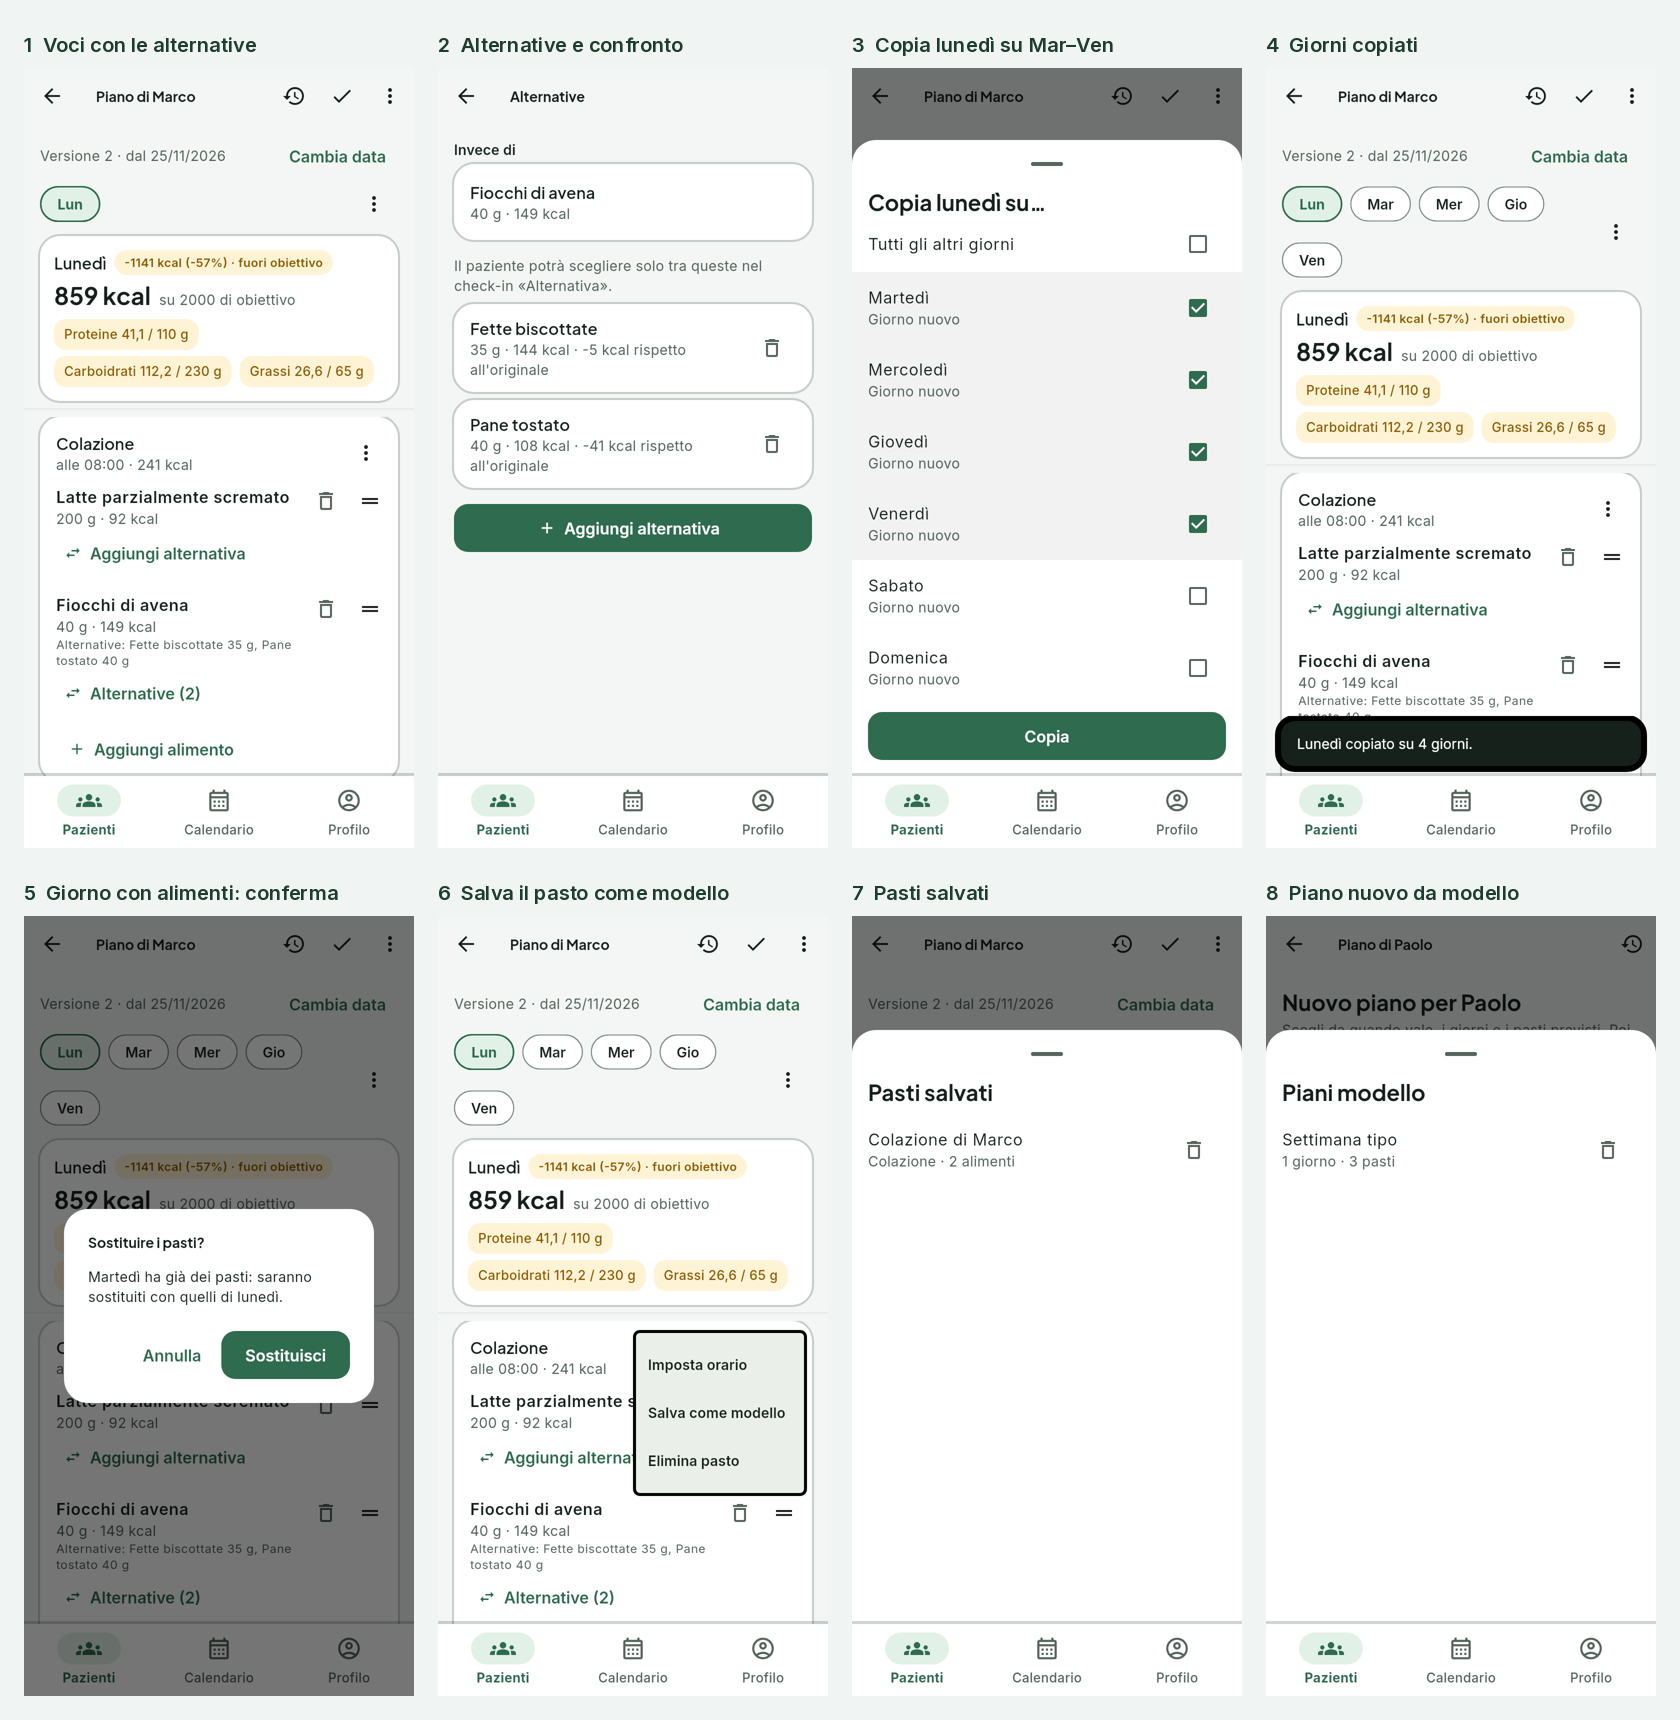 1 Voci con le alternative
Piano di Marco
Versione 2 · dal 25/11/2026
Cambia data
Lun
Lunedì
-1141 kcal (-57%) · fuori obiettivo
859 kcal su 2000 di obiettivo
Proteine 41,1 / 110 g
Carboidrati 112,2 / 230 g
Grassi 26,6 / 65 g
Colazione
alle 08:00 · 241 kcal
Latte parzialmente scremato
200 g · 92 kcal
Aggiungi alternativa
Fiocchi di avena
40 g · 149 kcal
Alternative: Fette biscottate 35 g, Pane
tostato 40 g
Alternative (2)
+ Aggiungi alimento
Pazienti
Calendario
Profilo
2 Alternative e confronto
Alternative
Invece di
Fiocchi di avena
40 g · 149 kcal
Il paziente potrà scegliere solo tra queste nel
check-in «Alternativa».
Fette biscottate
35 g · 144 kcal · -5 kcal rispetto
all'originale
Pane tostato
40 g · 108 kcal · -41 kcal rispetto
all'originale
+ Aggiungi alternativa
Pazienti
Calendario
Profilo
3 Copia lunedì su Mar–Ven
Piano di Marco
Copia lunedì su…
Tutti gli altri giorni
Martedì
Giorno nuovo
Mercoledì
Giorno nuovo
Giovedì
Giorno nuovo
Venerdì
Giorno nuovo
Sabato
Giorno nuovo
Domenica
Giorno nuovo
Copia
Pazienti
Calendario
Profilo
4 Giorni copiati
Piano di Marco
Versione 2 · dal 25/11/2026
Cambia data
Lun
Mar
Mer
Gio
Ven
Lunedì
-1141 kcal (-57%) · fuori obiettivo
859 kcal su 2000 di obiettivo
Proteine 41,1 / 110 g
Carboidrati 112,2 / 230 g
Grassi 26,6 / 65 g
Colazione
alle 08:00 · 241 kcal
Latte parzialmente scremato
200 g · 92 kcal
Aggiungi alternativa
Fiocchi di avena
40 g · 149 kcal
Alternative: Fette biscottate 35 g, Pane
tostato 40 g
Lunedì copiato su 4 giorni.
Pazienti
Calendario
Profilo
5 Giorno con alimenti: conferma
Piano di Marco
Versione 2 · dal 25/11/2026
Cambia data
Lun
Mar
Mer
Gio
Ven
Lunedì
-1141 kcal (-57%) · fuori obiettivo
859 kcal su 2000 di obiettivo
Sostituire i pasti?
Martedì ha già dei pasti: saranno
sostituiti con quelli di lunedì.
Annulla
Sostituisci
Latte parzialmente scremato
200 g · 92 kcal
Aggiungi alternativa
Fiocchi di avena
40 g · 149 kcal
Alternative: Fette biscottate 35 g, Pane
tostato 40 g
Alternative (2)
Pazienti
Calendario
Profilo
6 Salva il pasto come modello
Piano di Marco
Versione 2 · dal 25/11/2026
Cambia data
Lun
Mar
Mer
Gio
Ven
Lunedì
-1141 kcal (-57%) · fuori obiettivo
859 kcal su 2000 di obiettivo
Proteine 41,1 / 110 g
Carboidrati 112,2 / 230 g
Grassi 26,6 / 65 g
Colazione
alle 08:00 · 241 kcal
Latte parzialmente s
200 g · 92 kcal
Aggiungi alterna
Imposta orario
Salva come modello
Elimina pasto
Fiocchi di avena
40 g · 149 kcal
Alternative: Fette biscottate 35 g, Pane
tostato 40 g
Alternative (2)
Pazienti
Calendario
Profilo
7 Pasti salvati
Piano di Marco
Versione 2 · dal 25/11/2026
Cambia data
Pasti salvati
Colazione di Marco
Colazione · 2 alimenti
Pazienti
Calendario
Profilo
8 Piano nuovo da modello
Piano di Paolo
Nuovo piano per Paolo
Scegli da quando vale, i giorni e i pasti previsti. Poi
Piani modello
Settimana tipo
1 giorno · 3 pasti
Pazienti
Calendario
Profilo